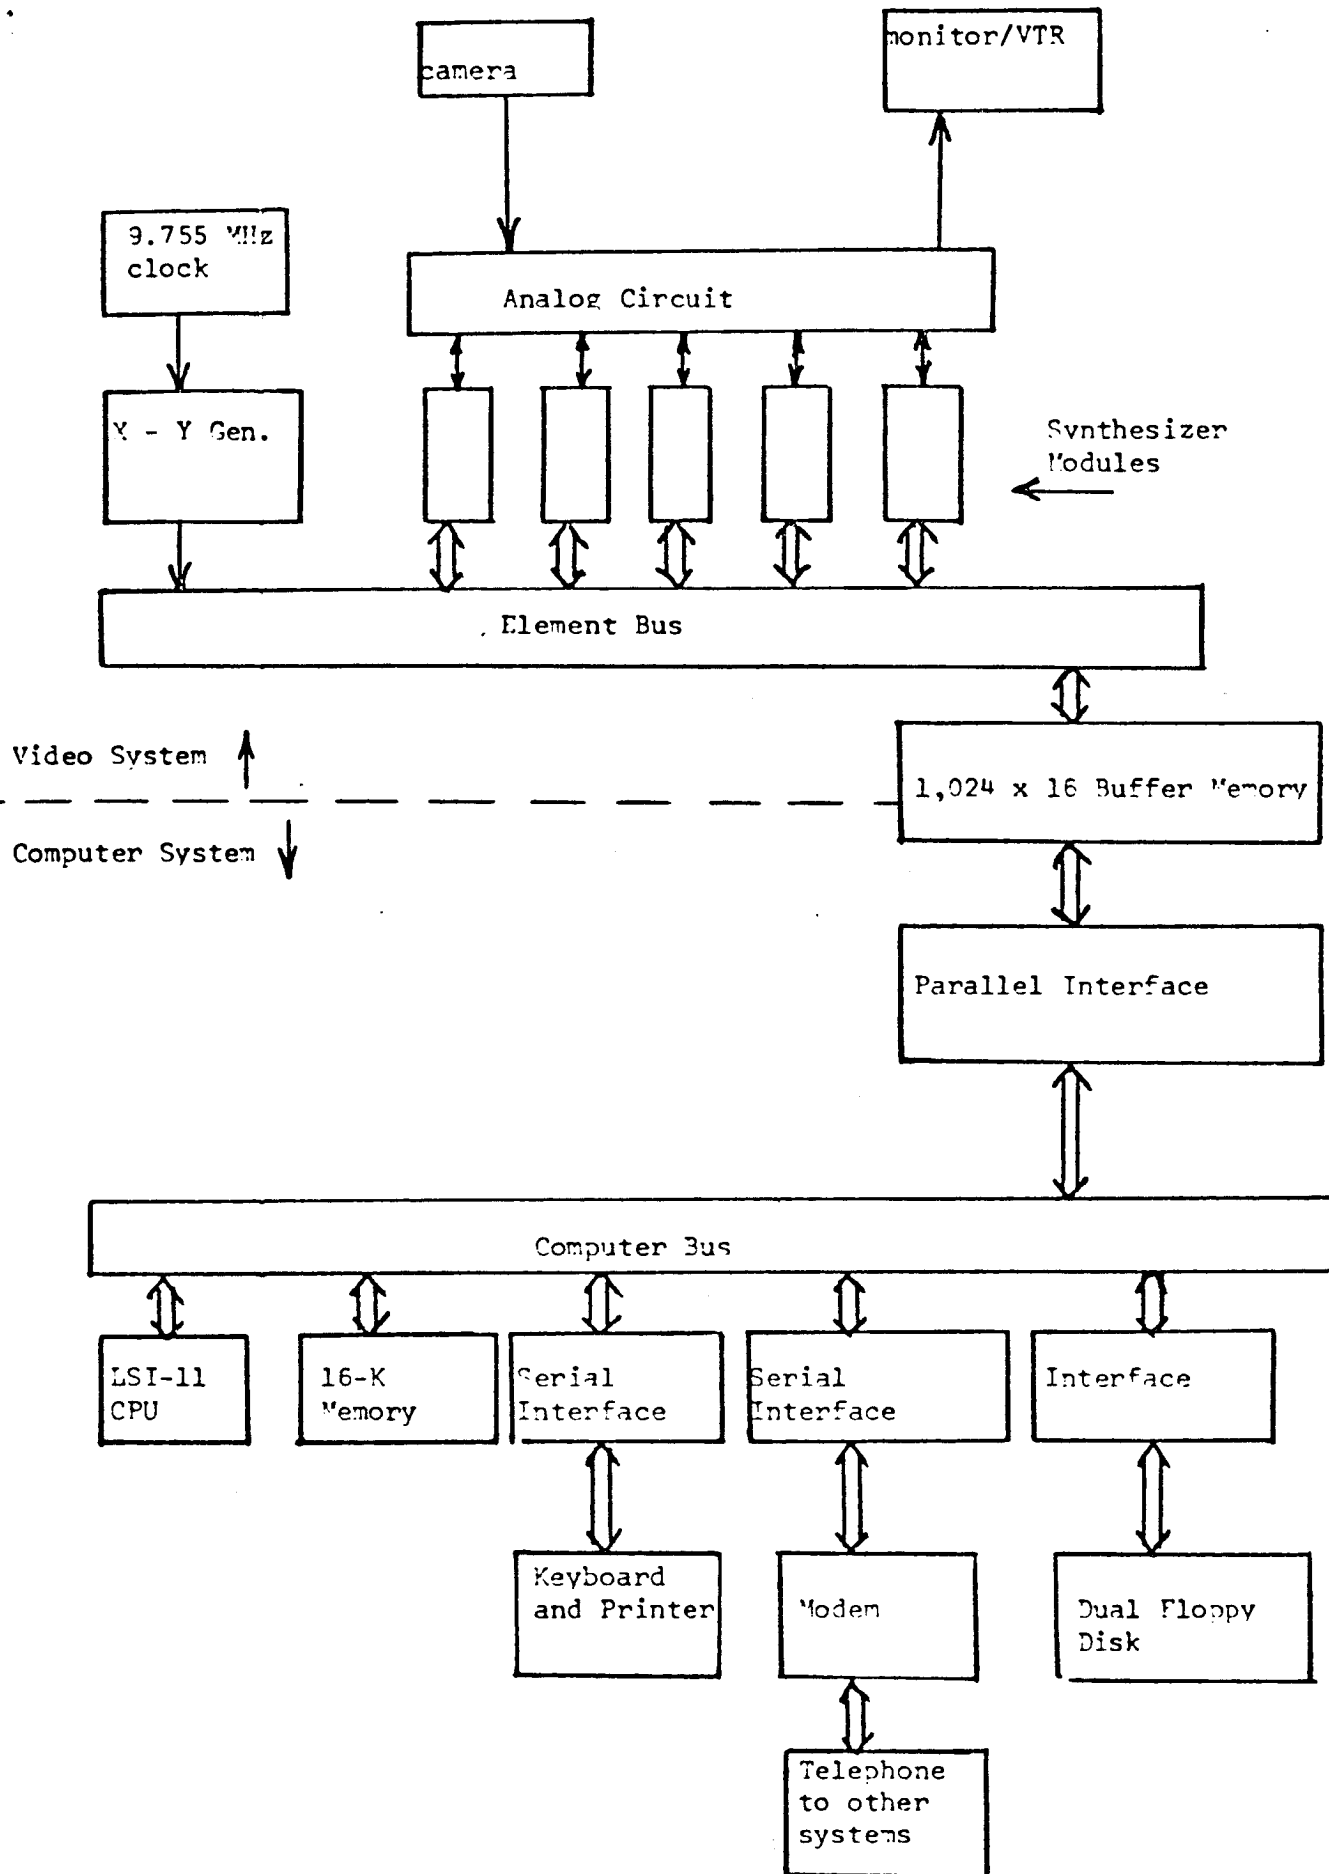 camera
monitor/VTR
9.755 MHz
clock
Analog Circuit
X - Y Gen.
Synthesizer
Modules
Element Bus
Video System
1,024 x 16 Buffer Memory
Computer System
Parallel Interface
Computer Bus
LSI-11
CPU
16-K
Memory
Serial
Interface
Serial
Interface
Interface
Keyboard
and Printer
Modem
Dual Floppy
Disk
Telephone
to other
systems